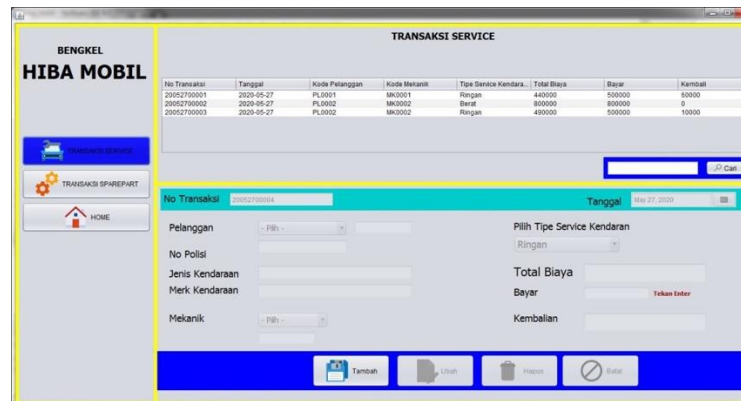 BENGKEL
HIBA MOBIL
TRANSAKSI SERVICE
TRANSAKSI SPAREPART
HOME
TRANSAKSI SERVICE
No Transaksi Tanggal Kode Pelanggan Kode Mekanik Tipe Service Kendara... Total Biaya Bayar Kembali
20052700001 2020-05-27 PL0001 MK0001 Ringan 440000 500000 60000
20052700002 2020-05-27 PL0002 MK0002 Berat 800000 800000 0
20052700003 2020-05-27 PL0002 MK0002 Ringan 490000 500000 10000
Cari
No Transaksi 20052700004 Tanggal May 27, 2020
Pelanggan - Pilih - Pilih Tipe Service Kendaran
No Polisi Ringan
Jenis Kendaraan Total Biaya
Merk Kendaraan Bayar Tekan Enter
Mekanik - Pilih - Kembalian
Tambah Ubah Hapus Batal